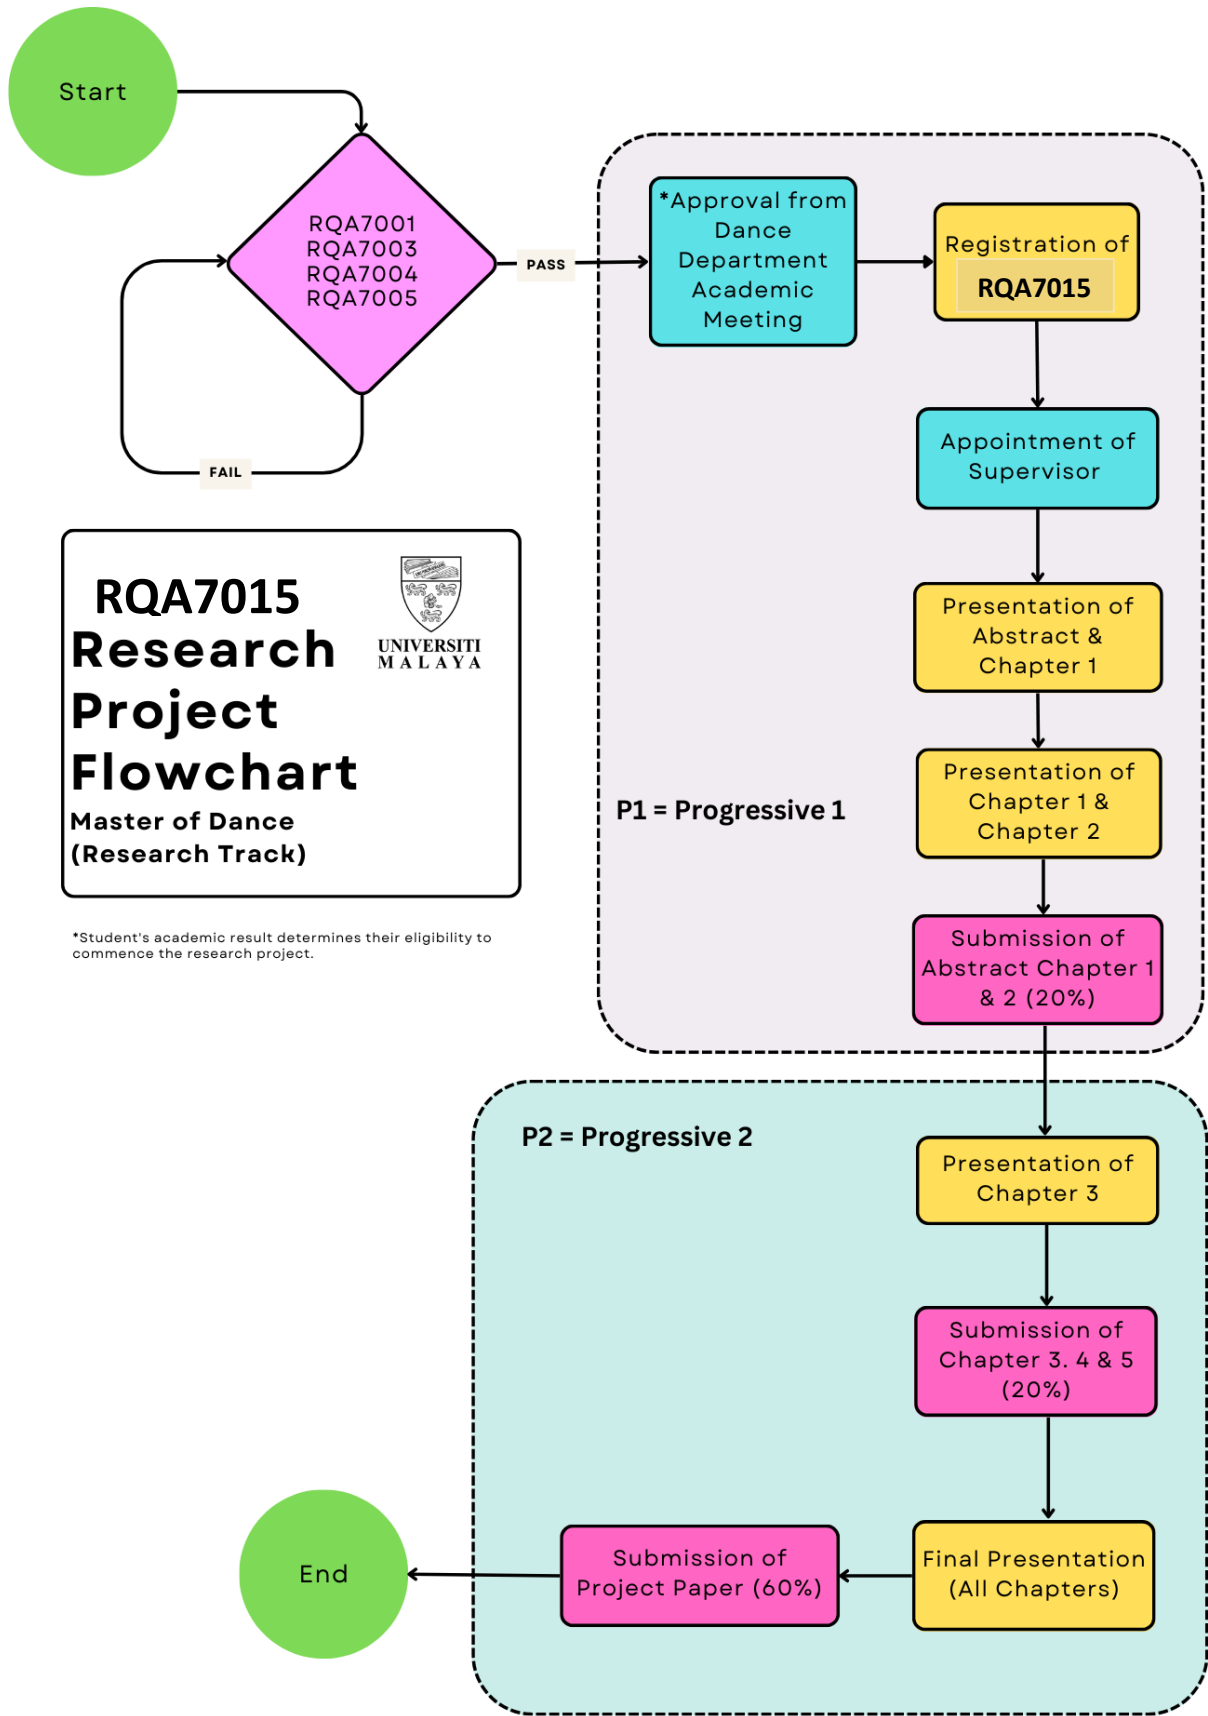 Start
RQA7001
RQA7003
RQA7004
RQA7005
PASS
FAIL
*Approval from
Dance
Department
Academic
Meeting
Registration of
RQA7015
Appointment of
Supervisor
Presentation of
Abstract &
Chapter 1
Presentation of
Chapter 1 &
Chapter 2
P1 = Progressive 1
Submission of
Abstract Chapter 1
& 2 (20%)
RQA7015
Research
Project
Flowchart
Master of Dance
(Research Track)
UNIVERSITI
MALAYA
*Student's academic result determines their eligibility to
commence the research project.
P2 = Progressive 2
Presentation of
Chapter 3
Submission of
Chapter 3. 4 & 5
(20%)
Final Presentation
(All Chapters)
Submission of
Project Paper (60%)
End